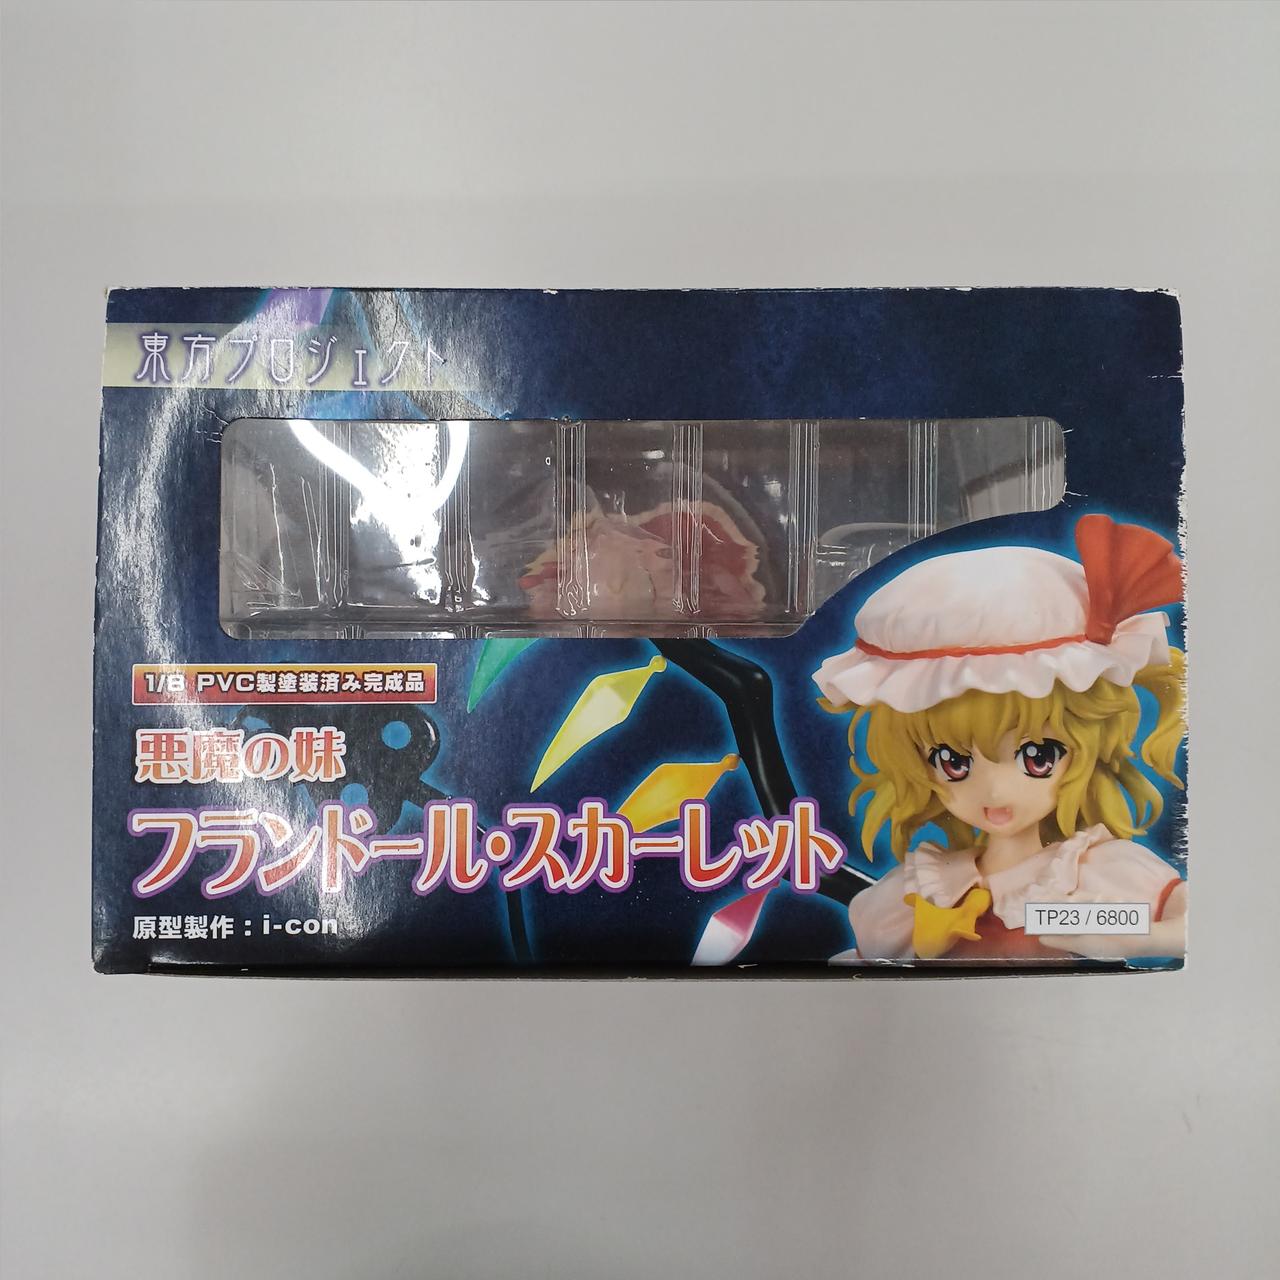 東方プロジェクト
1/8 PVC製塗装済み完成品
悪魔の妹
フランドール・スカーレット
原型製作：i-con
TP23 / 6800